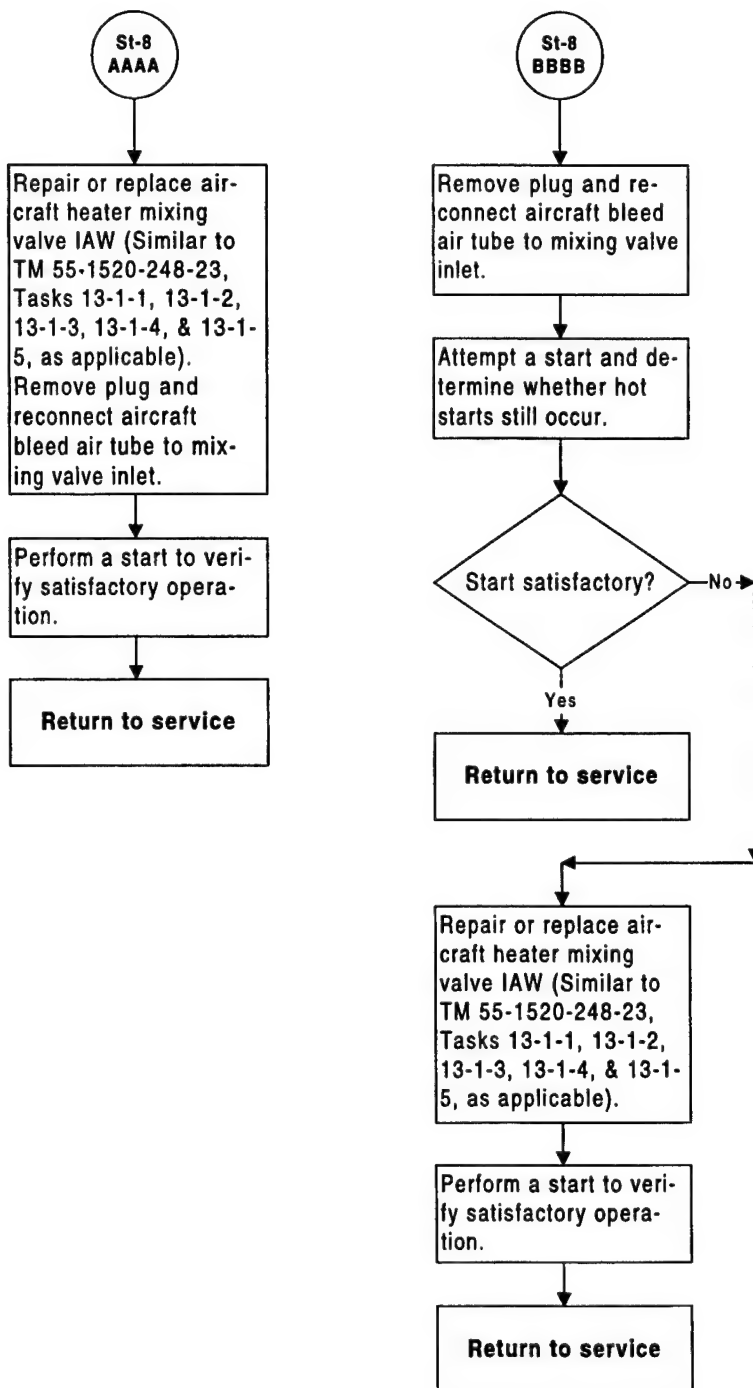 St-8
AAAA
Repair or replace air-
craft heater mixing
valve IAW (Similar to
TM 55-1520-248-23,
Tasks 13-1-1, 13-1-2,
13-1-3, 13-1-4, & 13-1-
5, as applicable).
Remove plug and
reconnect aircraft
bleed air tube to mix-
ing valve inlet.
Perform a start to veri-
fy satisfactory opera-
tion.
Return to service
St-8
BBBB
Remove plug and re-
connect aircraft bleed
air tube to mixing valve
inlet.
Attempt a start and de-
termine whether hot
starts still occur.
Start satisfactory?
No
Yes
Return to service
Repair or replace air-
craft heater mixing
valve IAW (Similar to
TM 55-1520-248-23,
Tasks 13-1-1, 13-1-2,
13-1-3, 13-1-4, & 13-1-
5, as applicable).
Perform a start to veri-
fy satisfactory opera-
tion.
Return to service